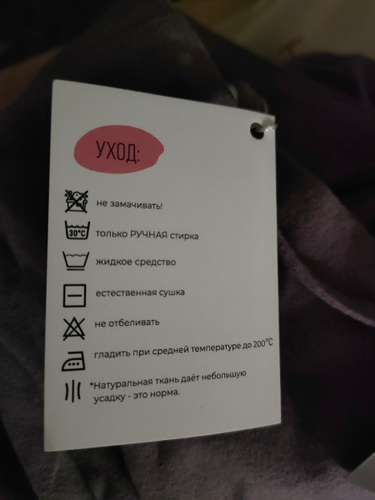 УХОД:
не замачивать!
30°C
только РУЧНАЯ стирка
жидкое средство
естественная сушка
не отбеливать
гладить при средней температуре до 200°C
*Натуральная ткань даёт небольшую
усадку - это норма.